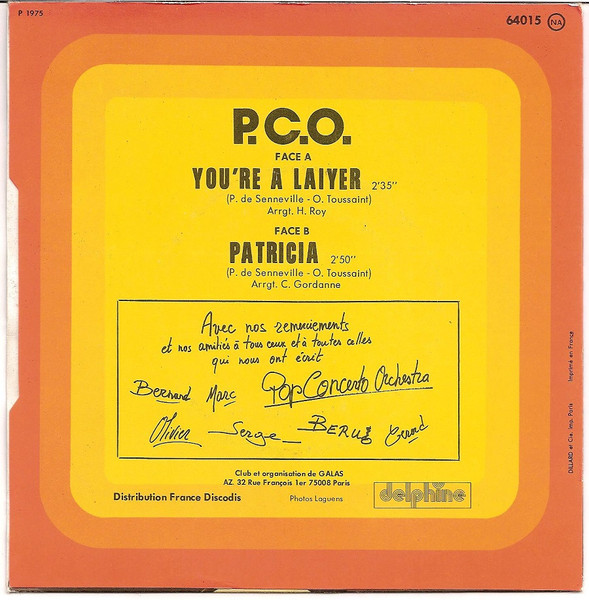 P 1975
64015 NA
P.C.O.
FACE A
YOU'RE A LAIYER 2'35''
(P. de Senneville - O. Toussaint)
Arrgt. H. Roy
FACE B
PATRICIA 2'50''
(P. de Senneville - O. Toussaint)
Arrgt. C. Gordanne
Avec nos remerciements
et nos amitiés à tous ceux et à toutes celles
qui nous ont écrit
Bernard Marc Pop Concerto Orchestra
Olivier Serge BERU
Club et organisation de GALAS
AZ. 32 Rue François 1er 75008 Paris
Distribution France Discodis
Photos Laguens
delphine
DILLARD et Cie. Imp. Paris Imprimé en France